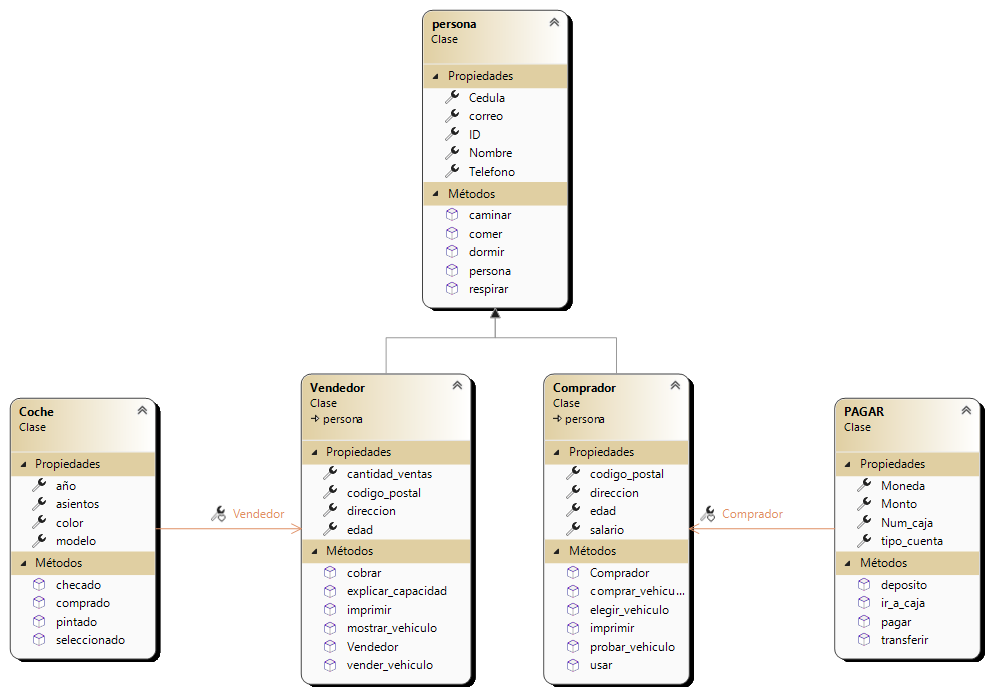 persona
Clase
Propiedades
Cedula
correo
ID
Nombre
Telefono
Métodos
caminar
comer
dormir
persona
respirar
Coche
Clase
Propiedades
año
asientos
color
modelo
Métodos
checado
comprado
pintado
seleccionado
Vendedor
Vendedor
Clase
persona
Propiedades
cantidad_ventas
codigo_postal
direccion
edad
Métodos
cobrar
explicar_capacidad
imprimir
mostrar_vehiculo
Vendedor
vender_vehiculo
Comprador
Clase
persona
Propiedades
codigo_postal
direccion
edad
salario
Métodos
Comprador
comprar_vehicu...
elegir_vehiculo
imprimir
probar_vehiculo
usar
Comprador
PAGAR
Clase
Propiedades
Moneda
Monto
Num_caja
tipo_cuenta
Métodos
deposito
ir_a_caja
pagar
transferir